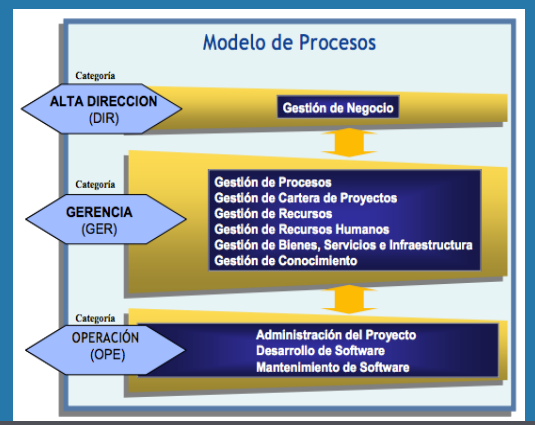 Modelo de Procesos
Categoría
ALTA DIRECCION
(DIR)
Gestión de Negocio
Categoría
GERENCIA
(GER)
Gestión de Procesos
Gestión de Cartera de Proyectos
Gestión de Recursos
Gestión de Recursos Humanos
Gestión de Bienes, Servicios e Infraestructura
Gestión de Conocimiento
Categoría
OPERACIÓN
(OPE)
Administración del Proyecto
Desarrollo de Software
Mantenimiento de Software